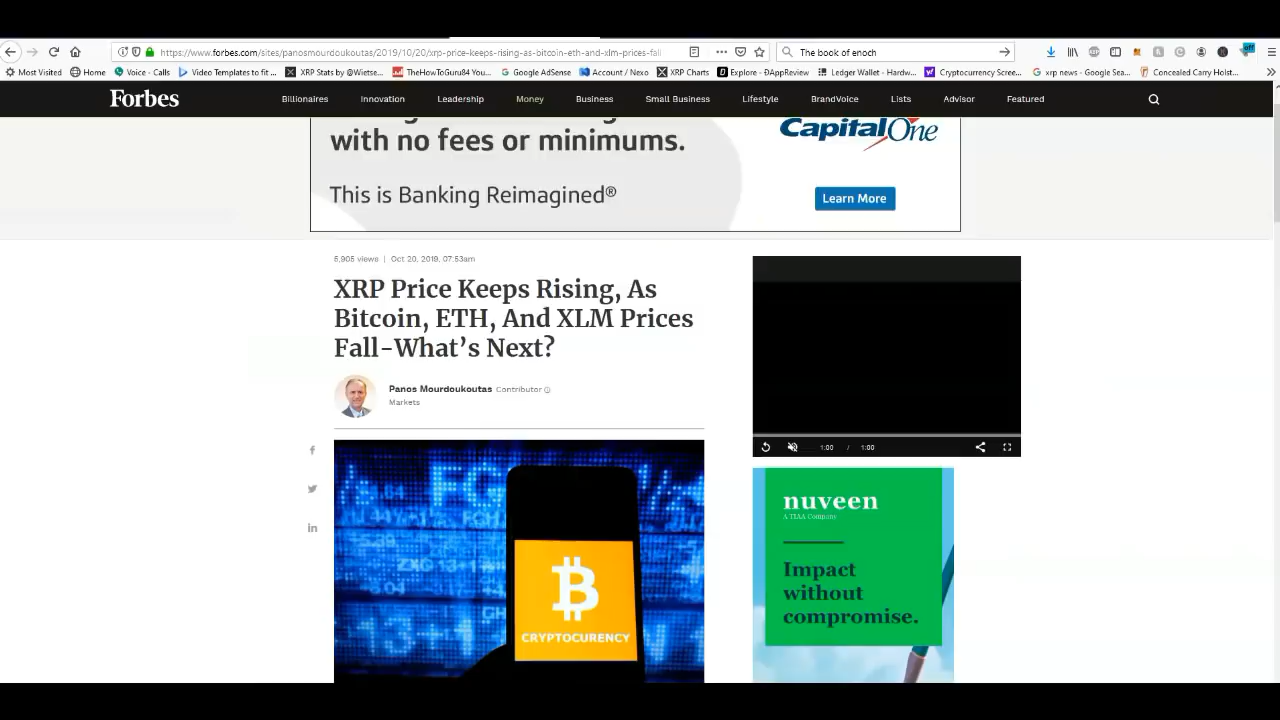 https://www.forbes.com/sites/panosmourdoukoutas/2019/10/20/xrp-price-keeps-rising-as-bitcoin-eth-and-xlm-prices-fall
The book of enoch
Most Visited Home Voice - Calls Video Templates to fit ... XRP Stats by @Wietse... TheHowToGuru84 You... Google AdSense Account / Nexo XRP Charts Explore - ÐAppReview Ledger Wallet - Hardw... Cryptocurrency Scree... xrp news - Google Sea... Concealed Carry Holst...
Forbes Billionaires Innovation Leadership Money Business Small Business Lifestyle BrandVoice Lists Advisor Featured
with no fees or minimums.
This is Banking Reimagined®
Capital One
Learn More
5,905 views | Oct 20, 2019, 07:53am
XRP Price Keeps Rising, As
Bitcoin, ETH, And XLM Prices
Fall-What's Next?
Panos Mourdoukoutas Contributor
Markets
1:00 / 1:00
CRYPTOCURENCY
nuveen
A TIAA Company
Impact
without
compromise.